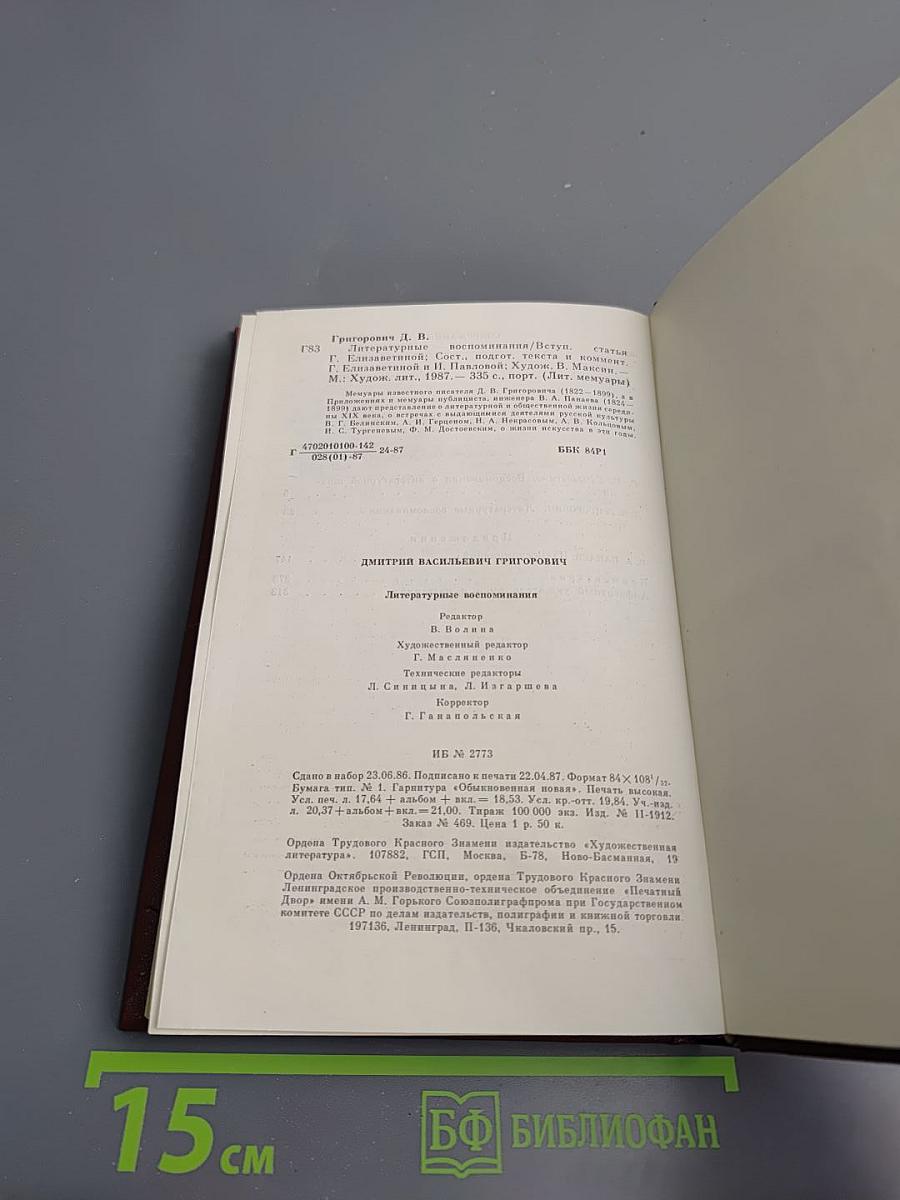 Григорович Д. В.
Г83 Литературные воспоминания/Вступ. статья
Г. Елизаветиной; Сост., подгот. текста и коммент.
Г. Елизаветиной и И. Павловой; Худож. В. Максин.—
М.: Худож. лит., 1987.— 335 с., порт. (Лит. мемуары)
Мемуары известного писателя Д. В. Григоровича (1822—1899), а в
Приложениях и мемуары публициста, инженера В. А. Панаева (1824—
1899) дают представление о литературной и общественной жизни середи-
ны XIX века, о встречах с выдающимися деятелями русской культуры
В. Г. Белинским, А. И. Герценом, Н. А. Некрасовым, А. В. Кольцовым,
И. С. Тургеневым, Ф. М. Достоевским, о жизни искусства в эти годы.
Г 4702010100-142 24-87
028(01)-87
ББК 84Р1
ДМИТРИЙ ВАСИЛЬЕВИЧ ГРИГОРОВИЧ
Литературные воспоминания
Редактор
В. Волина
Художественный редактор
Г. Масляненко
Технические редакторы
Л. Синицына, Л. Изгаршева
Корректор
Г. Ганапольская
ИБ № 2773
Сдано в набор 23.06.86. Подписано к печати 22.04.87. Формат 84×108¹/₃₂.
Бумага тип. № 1. Гарнитура «Обыкновенная новая». Печать высокая.
Усл. печ. л. 17,64 + альбом + вкл. = 18,53. Усл. кр.-отт. 19,84. Уч.-изд.
л. 20,37+альбом+вкл.=21,00. Тираж 100 000 экз. Изд. № II-1912.
Заказ № 469. Цена 1 р. 50 к.
Ордена Трудового Красного Знамени издательство «Художественная
литература». 107882, ГСП, Москва, Б-78, Ново-Басманная, 19
Ордена Октябрьской Революции, ордена Трудового Красного Знамени
Ленинградское производственно-техническое объединение «Печатный
Двор» имени А. М. Горького Союзполиграфпрома при Государственном
комитете СССР по делам издательств, полиграфии и книжной торговли.
197136, Ленинград, П-136, Чкаловский пр., 15.
15 см
БФ БИБЛИОФАН